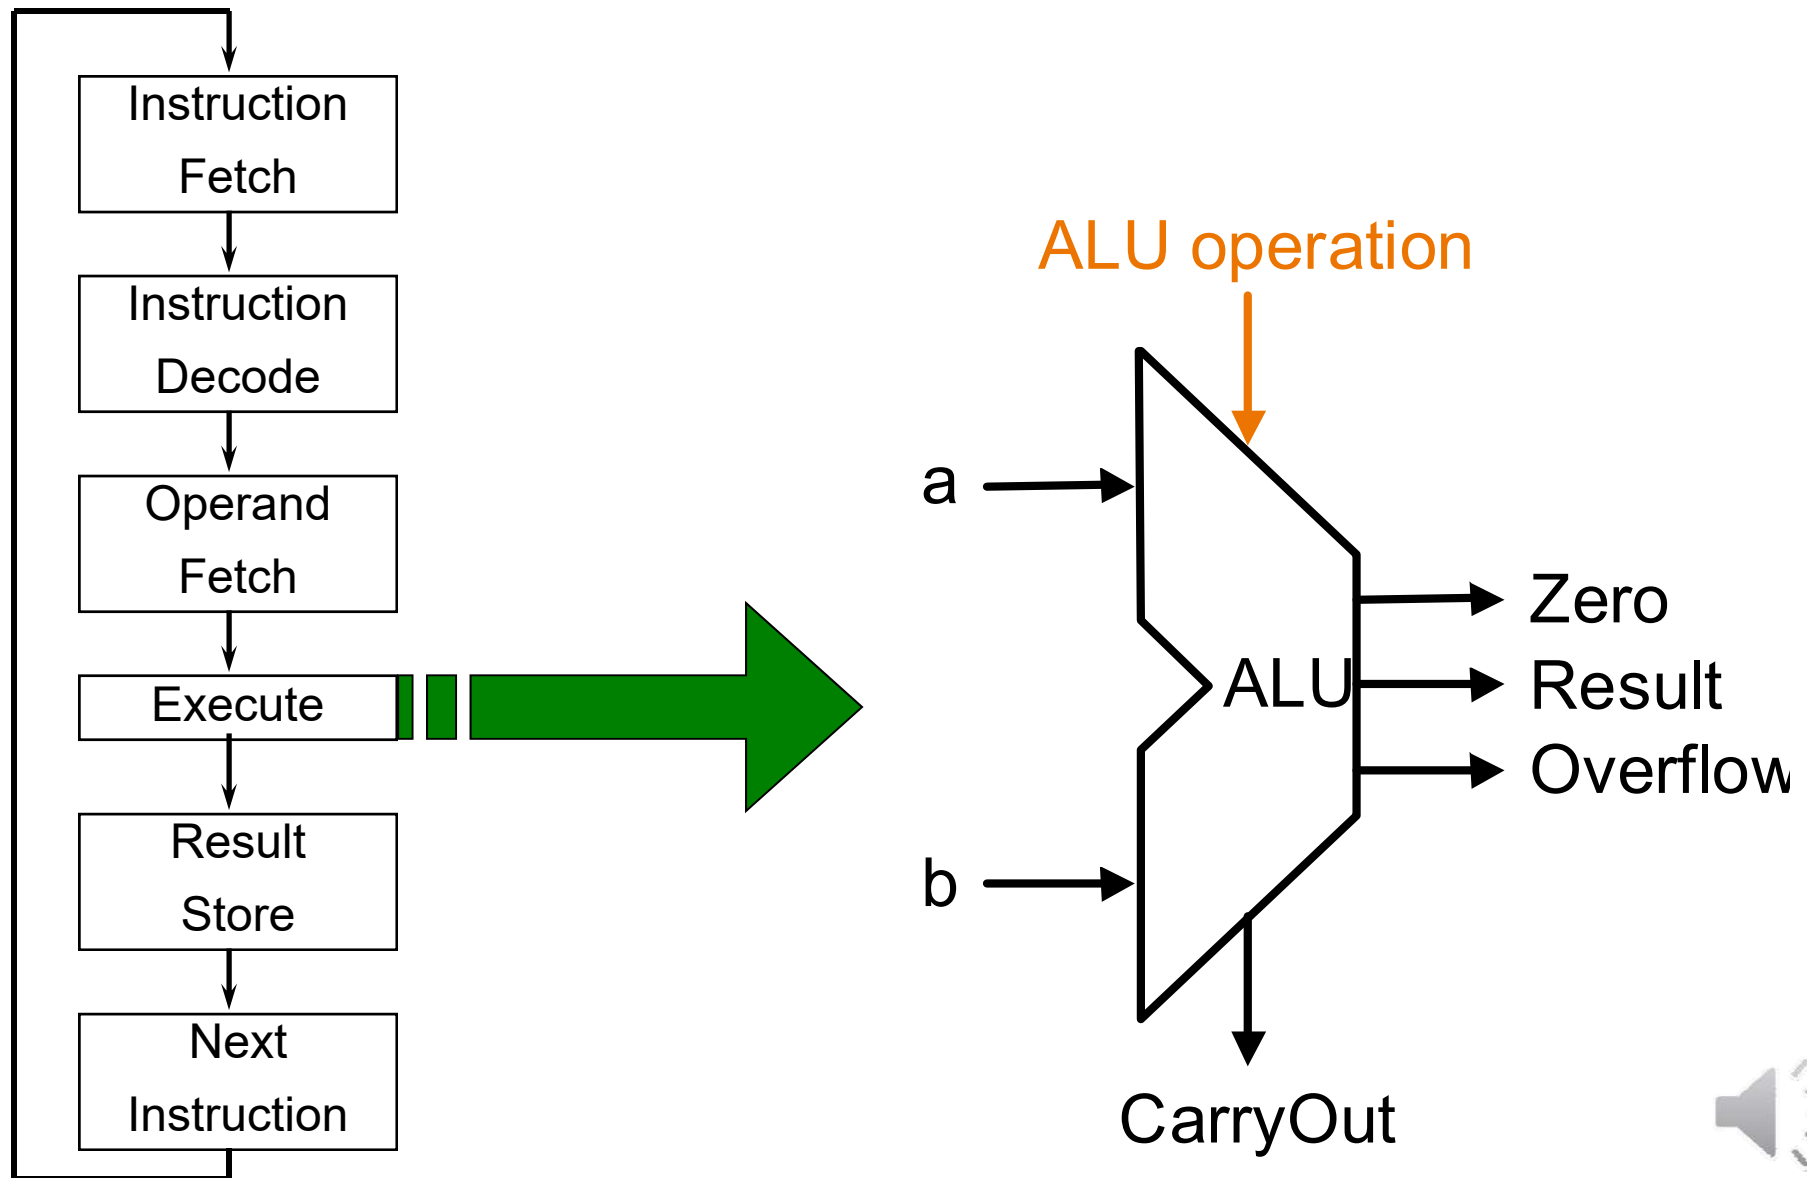 Instruction
Fetch
Instruction
Decode
Operand
Fetch
Execute
Result
Store
Next
Instruction
ALU operation
a
b
ALU
Zero
Result
Overflow
CarryOut